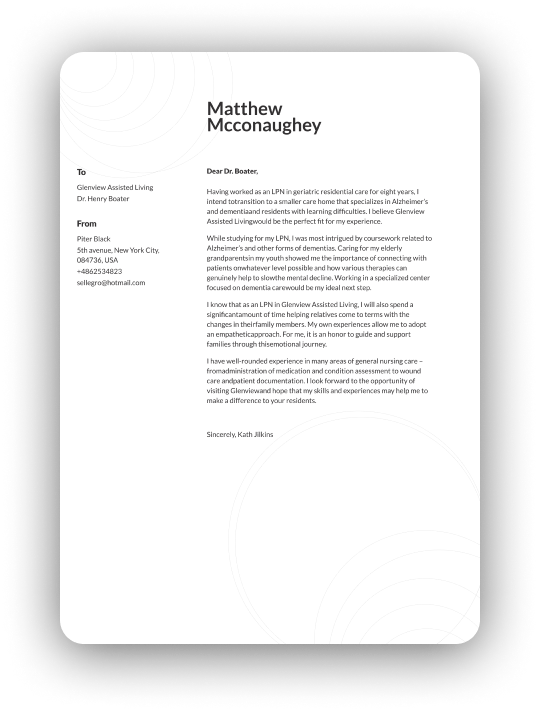 Matthew
Mcconaughey
To
Glenview Assisted Living
Dr. Henry Boater
From
Piter Black
5th avenue, New York City,
084736, USA
+4862534823
sellegro@hotmail.com
Dear Dr. Boater,
Having worked as an LPN in geriatric residential care for eight years, I
intend totransition to a smaller care home that specializes in Alzheimer's
and dementiaand residents with learning difficulties. I believe Glenview
Assisted Livingwould be the perfect fit for my experience.
While studying for my LPN, I was most intrigued by coursework related to
Alzheimer's and other forms of dementias. Caring for my elderly
grandparentsin my youth showed me the importance of connecting with
patients onwhatever level possible and how various therapies can
genuinely help to slowthe mental decline. Working in a specialized center
focused on dementia carewould be my ideal next step.
I know that as an LPN in Glenview Assisted Living, I will also spend a
significantamount of time helping relatives come to terms with the
changes in theirfamily members. My own experiences allow me to adopt
an empatheticapproach. For me, it is an honor to guide and support
families through thisemotional journey.
I have well-rounded experience in many areas of general nursing care –
fromadministration of medication and condition assessment to wound
care andpatient documentation. I look forward to the opportunity of
visiting Glenviewand hope that my skills and experiences may help me to
make a difference to your residents.
Sincerely, Kath Jilkins